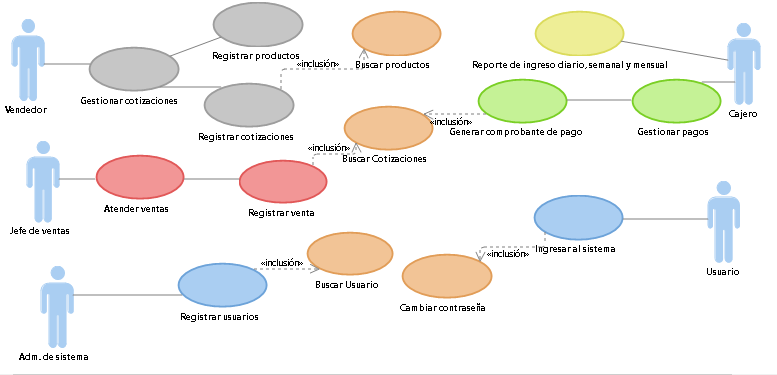 Registrar productos
«inclusión»
Buscar productos
Reporte de ingreso diario, semanal y mensual
Vendedor
Gestionar cotizaciones
Registrar cotizaciones
Cajero
«inclusión»
Generar comprobante de pago
Gestionar pagos
«inclusión»
Buscar Cotizaciones
Jefe de ventas
Atender ventas
Registrar venta
«inclusión»
Buscar Usuario
«inclusión»
Ingresar al sistema
Usuario
Registrar usuarios
Cambiar contraseña
Adm. de sistema